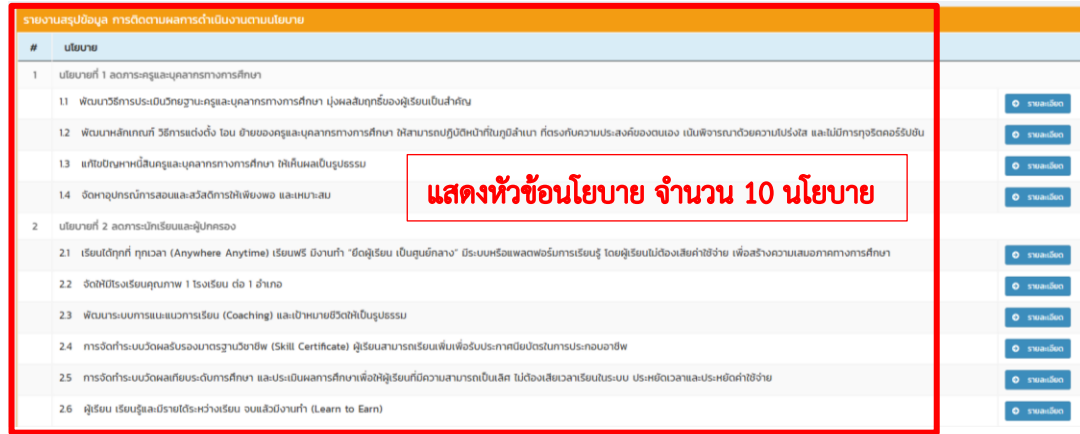 รายงานสรุปข้อมูล การติดตามผลการดำเนินงานตามนโยบาย
# นโยบาย
1 นโยบายที่ 1 ลดภาระครูและบุคลากรทางการศึกษา
1.1 พัฒนาวิธีการประเมินวิทยฐานะครูและบุคลากรทางการศึกษา มุ่งผลสัมฤทธิ์ของผู้เรียนเป็นสำคัญ รายละเอียด
1.2 พัฒนาหลักเกณฑ์ วิธีการแต่งตั้ง โอน ย้ายของครูและบุคลากรทางการศึกษา ให้สามารถปฏิบัติหน้าที่ในภูมิลำเนา ที่ตรงกับความประสงค์ของตนเอง เน้นพิจารณาด้วยความโปร่งใส และไม่มีการทุจริตคอร์รัปชัน รายละเอียด
1.3 แก้ไขปัญหาหนี้สินครูและบุคลากรทางการศึกษา ให้เห็นผลเป็นรูปธรรม รายละเอียด
1.4 จัดหาอุปกรณ์การสอนและสวัสดิการให้เพียงพอ และเหมาะสม รายละเอียด
แสดงหัวข้อนโยบาย จำนวน 10 นโยบาย
2 นโยบายที่ 2 ลดภาระนักเรียนและผู้ปกครอง
2.1 เรียนได้ทุกที่ ทุกเวลา (Anywhere Anytime) เรียนฟรี มีงานทำ "ยึดผู้เรียน เป็นศูนย์กลาง" มีระบบหรือแพลตฟอร์มการเรียนรู้ โดยผู้เรียนไม่ต้องเสียค่าใช้จ่าย เพื่อสร้างความเสมอภาคทางการศึกษา รายละเอียด
2.2 จัดให้มีโรงเรียนคุณภาพ 1 โรงเรียน ต่อ 1 อำเภอ รายละเอียด
2.3 พัฒนาระบบการแนะแนวการเรียน (Coaching) และเป้าหมายชีวิตให้เป็นรูปธรรม รายละเอียด
2.4 การจัดทำระบบวัดผลรับรองมาตรฐานวิชาชีพ (Skill Certificate) ผู้เรียนสามารถเรียนเพิ่มเพื่อรับประกาศนียบัตรในการประกอบอาชีพ รายละเอียด
2.5 การจัดทำระบบวัดผลเทียบระดับการศึกษา และประเมินผลการศึกษาเพื่อให้ผู้เรียนที่มีความสามารถเป็นเลิศ ไม่ต้องเสียเวลาเรียนในระบบ ประหยัดเวลาและประหยัดค่าใช้จ่าย รายละเอียด
2.6 ผู้เรียน เรียนรู้และมีรายได้ระหว่างเรียน จบแล้วมีงานทำ (Learn to Earn) รายละเอียด